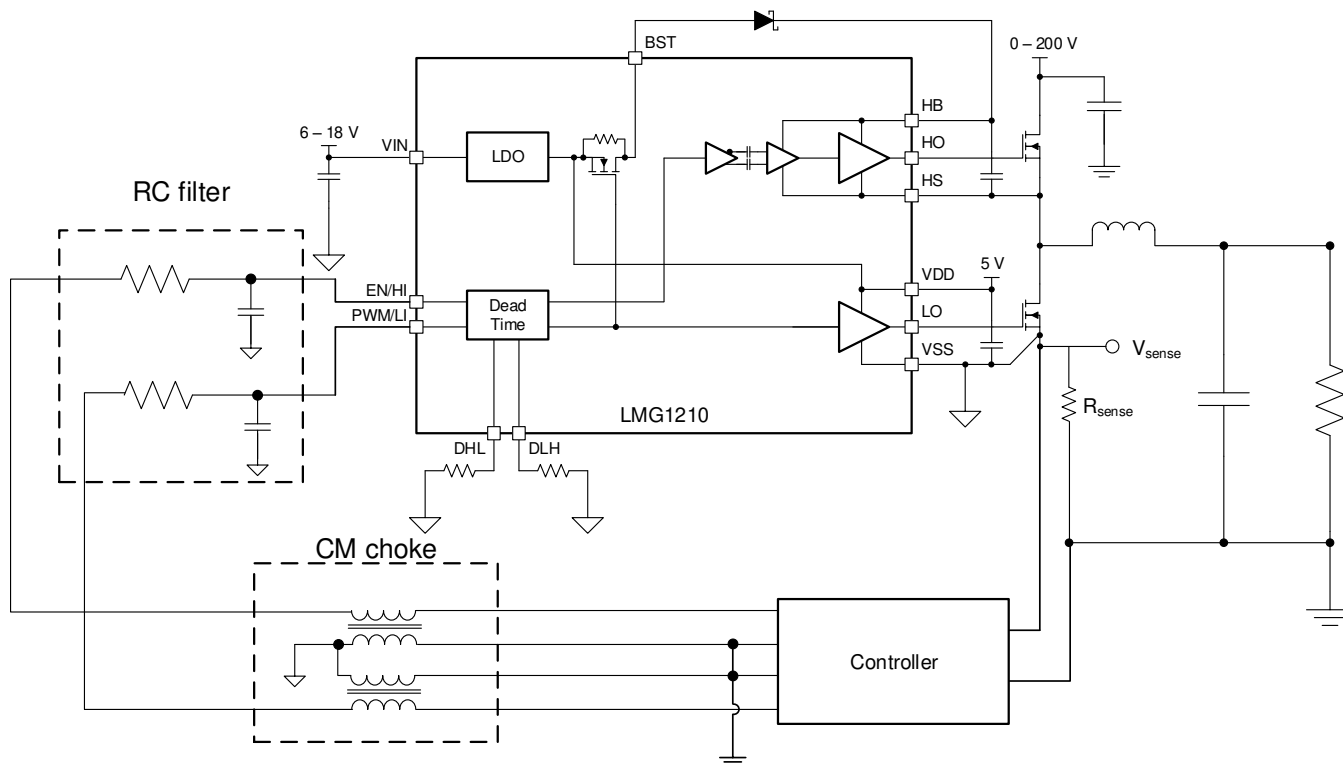 BST
0 – 200 V
HB
6 – 18 V
VIN
LDO
HO
HS
RC filter
VDD
5 V
EN/HI
Dead
Time
PWM/LI
LO
VSS
Vsense
LMG1210
Rsense
DHL
DLH
CM choke
Controller